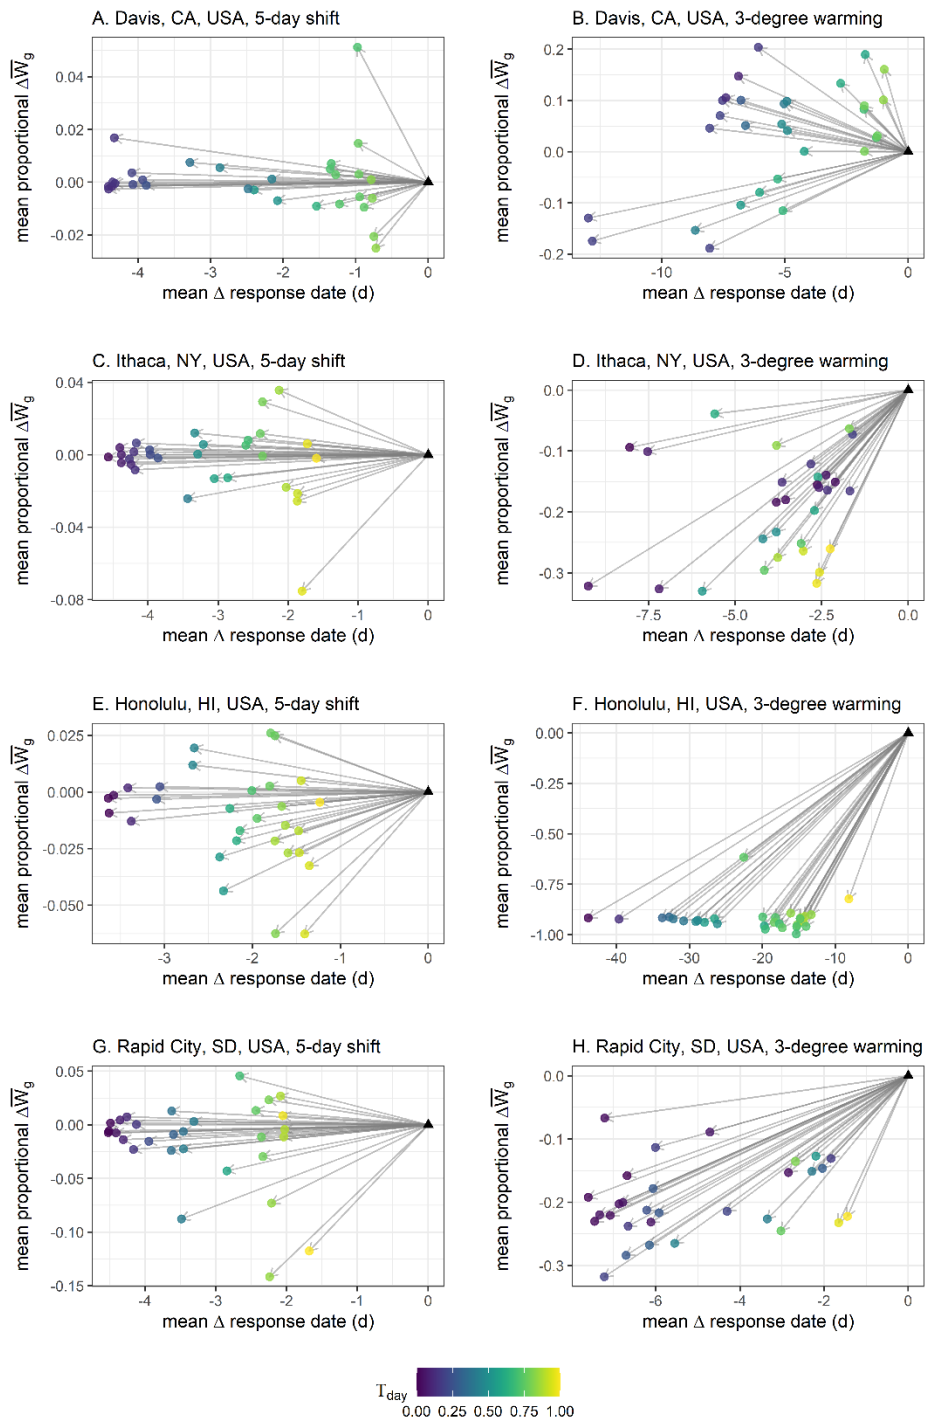 A. Davis, CA, USA, 5-day shift
mean proportional ΔW̅g
0.04
0.02
0.00
-0.02
-4
-3
-2
-1
0
mean Δ response date (d)
B. Davis, CA, USA, 3-degree warming
mean proportional ΔW̅g
0.2
0.1
0.0
-0.1
-0.2
-10
-5
0
mean Δ response date (d)
C. Ithaca, NY, USA, 5-day shift
mean proportional ΔW̅g
0.04
0.00
-0.04
-0.08
-4
-3
-2
-1
0
mean Δ response date (d)
D. Ithaca, NY, USA, 3-degree warming
mean proportional ΔW̅g
0.0
-0.1
-0.2
-0.3
-7.5
-5.0
-2.5
0.0
mean Δ response date (d)
E. Honolulu, HI, USA, 5-day shift
mean proportional ΔW̅g
0.025
0.000
-0.025
-0.050
-3
-2
-1
0
mean Δ response date (d)
F. Honolulu, HI, USA, 3-degree warming
mean proportional ΔW̅g
0.00
-0.25
-0.50
-0.75
-1.00
-40
-30
-20
-10
0
mean Δ response date (d)
G. Rapid City, SD, USA, 5-day shift
mean proportional ΔW̅g
0.05
0.00
-0.05
-0.10
-0.15
-4
-3
-2
-1
0
mean Δ response date (d)
H. Rapid City, SD, USA, 3-degree warming
mean proportional ΔW̅g
0.0
-0.1
-0.2
-0.3
-6
-4
-2
0
mean Δ response date (d)
Tday
0.00 0.25 0.50 0.75 1.00